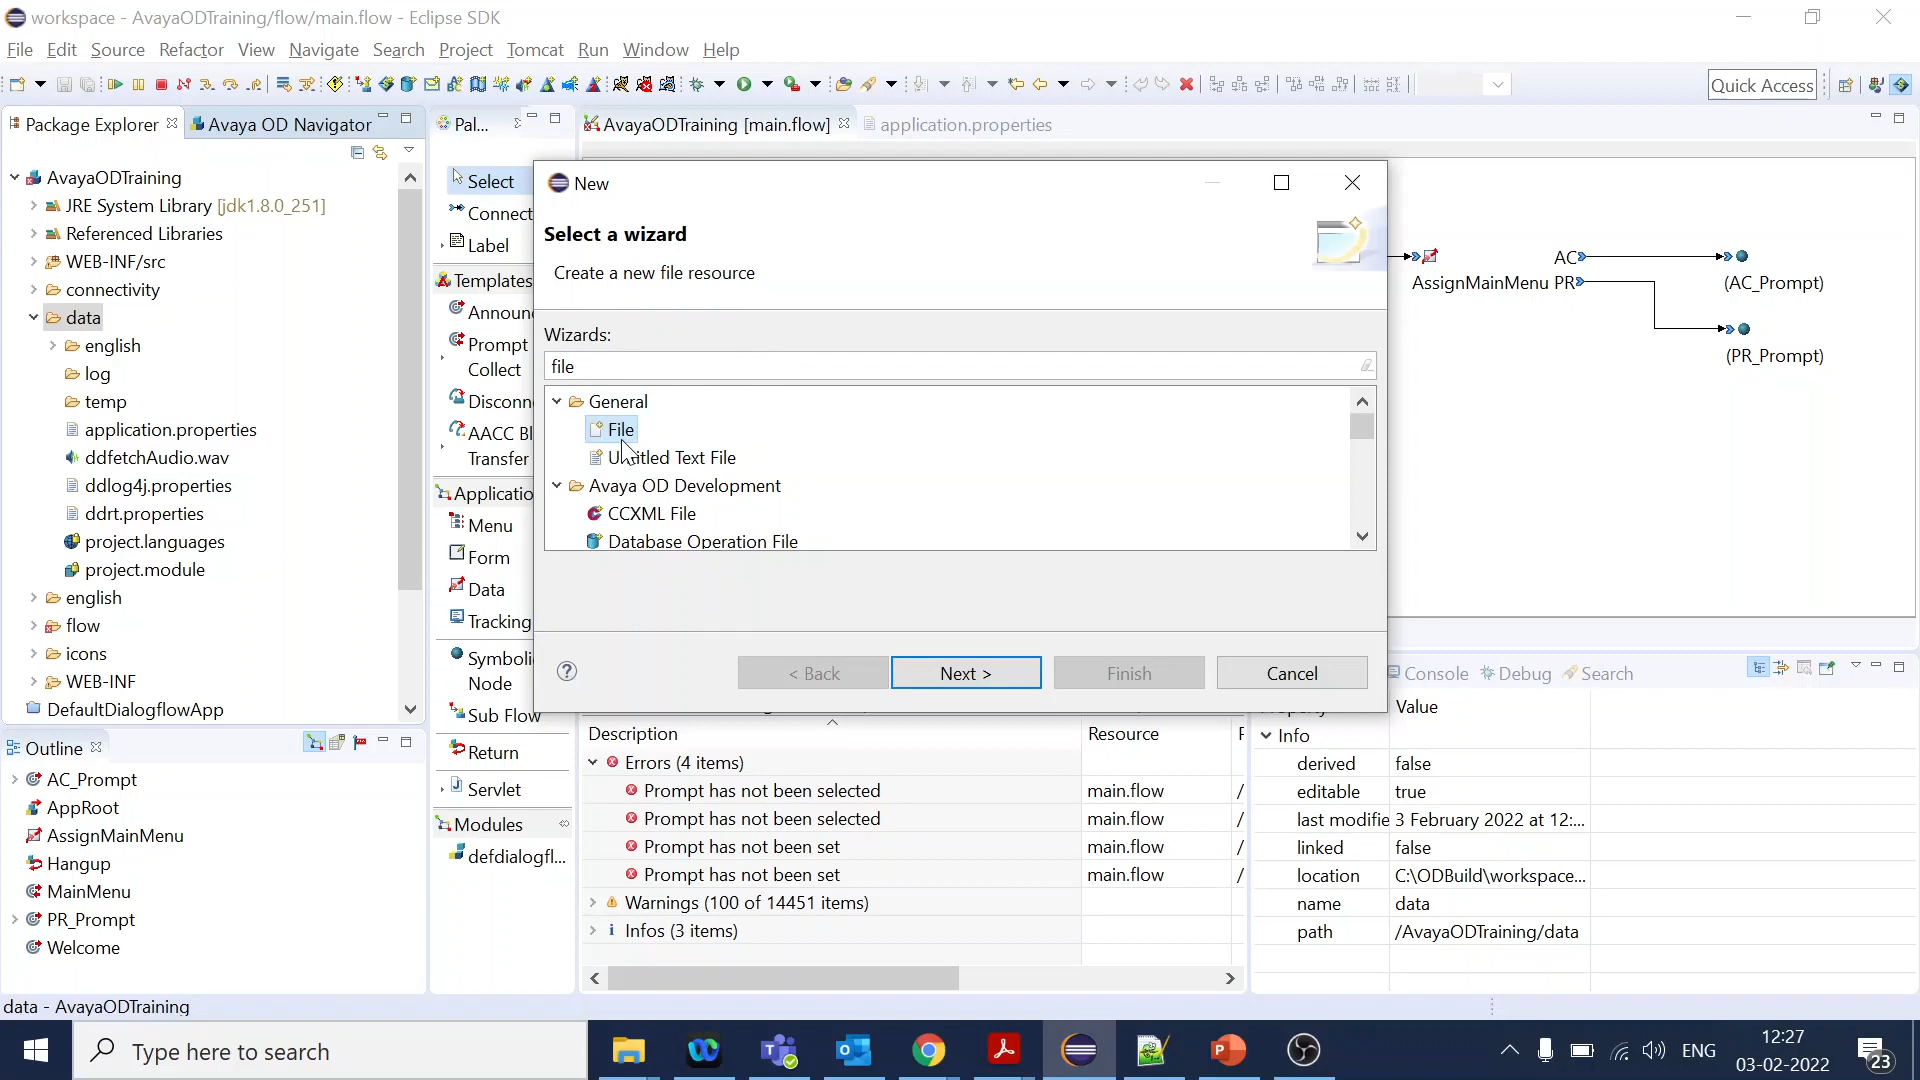 workspace - AvayaODTraining/flow/main.flow - Eclipse SDK
File Edit Source Refactor View Navigate Search Project Tomcat Run Window Help
Quick Access
Package Explorer
Avaya OD Navigator
Pal...
AvayaODTraining [main.flow]
application.properties
AvayaODTraining
JRE System Library [jdk1.8.0_251]
Referenced Libraries
WEB-INF/src
connectivity
data
english
log
temp
application.properties
ddfetchAudio.wav
ddlog4j.properties
ddrt.properties
project.languages
project.module
english
flow
icons
WEB-INF
DefaultDialogflowApp
Outline
AC_Prompt
AppRoot
AssignMainMenu
Hangup
MainMenu
PR_Prompt
Welcome
Select
Connect
Label
Templates
Announ
Prompt
Collect
Disconn
AACC Bl
Transfer
Applicatio
Menu
Form
Data
Tracking
Symboli
Node
Sub Flow
Return
Servlet
Modules
defdialogfl...
New
Select a wizard
Create a new file resource
Wizards:
file
General
File
Untitled Text File
Avaya OD Development
CCXML File
Database Operation File
< Back
Next >
Finish
Cancel
AssignMainMenu
AC
PR
(AC_Prompt)
(PR_Prompt)
Console
Debug
Search
Description
Resource
Errors (4 items)
Prompt has not been selected main.flow /
Prompt has not been selected main.flow /
Prompt has not been set main.flow /
Prompt has not been set main.flow /
Warnings (100 of 14451 items)
Infos (3 items)
Value
Info
derived false
editable true
last modifie 3 February 2022 at 12:...
linked false
location C:\ODBuild\workspace...
name data
path /AvayaODTraining/data
data - AvayaODTraining
Type here to search
ENG
12:27
03-02-2022
23